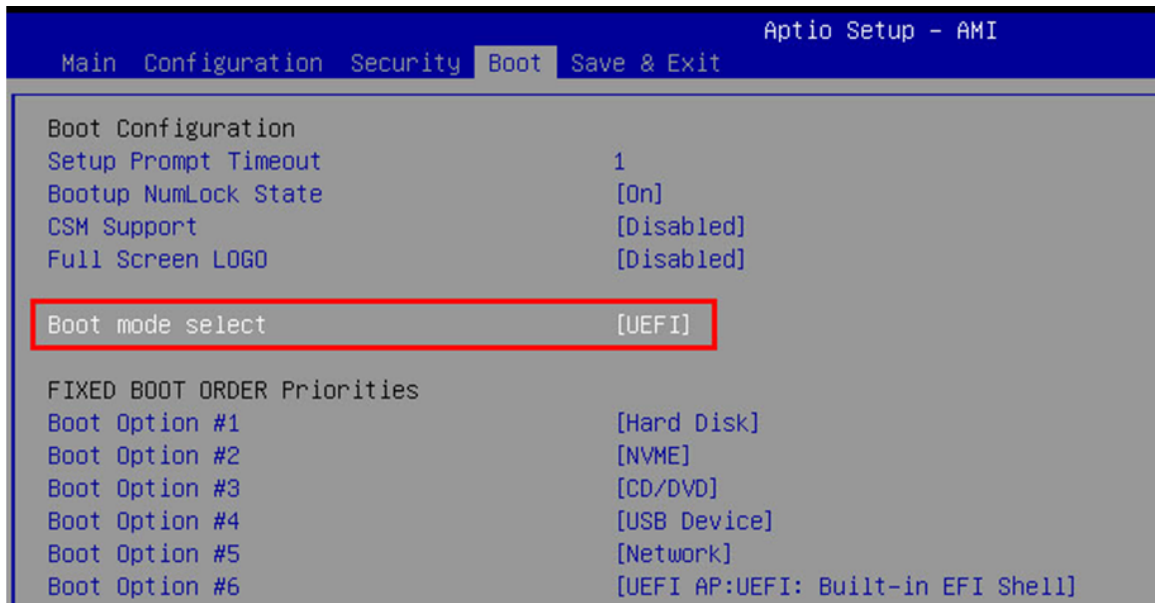 Aptio Setup – AMI
Main Configuration Security Boot Save & Exit
Boot Configuration
Setup Prompt Timeout 1
Bootup NumLock State [On]
CSM Support [Disabled]
Full Screen LOGO [Disabled]
Boot mode select [UEFI]
FIXED BOOT ORDER Priorities
Boot Option #1 [Hard Disk]
Boot Option #2 [NVME]
Boot Option #3 [CD/DVD]
Boot Option #4 [USB Device]
Boot Option #5 [Network]
Boot Option #6 [UEFI AP:UEFI: Built-in EFI Shell]